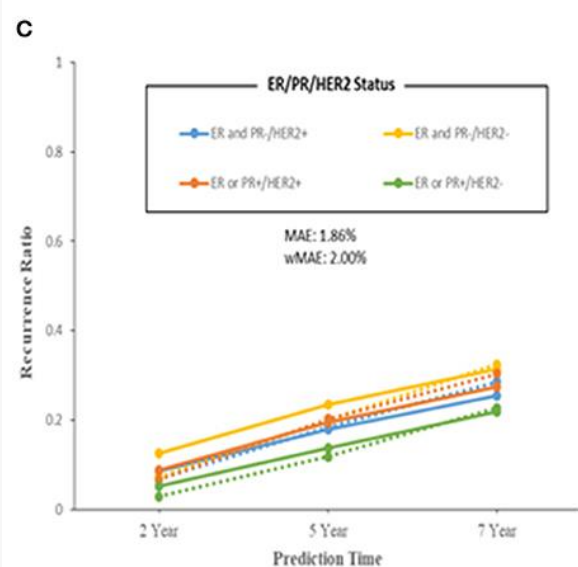 C
ER/PR/HER2 Status
ER and PR-/HER2+
ER and PR-/HER2-
ER or PR+/HER2+
ER or PR+/HER2-
MAE: 1.86%
wMAE: 2.00%
Recurrence Ratio
1
0.8
0.6
0.4
0.2
0
2 Year
5 Year
7 Year
Prediction Time